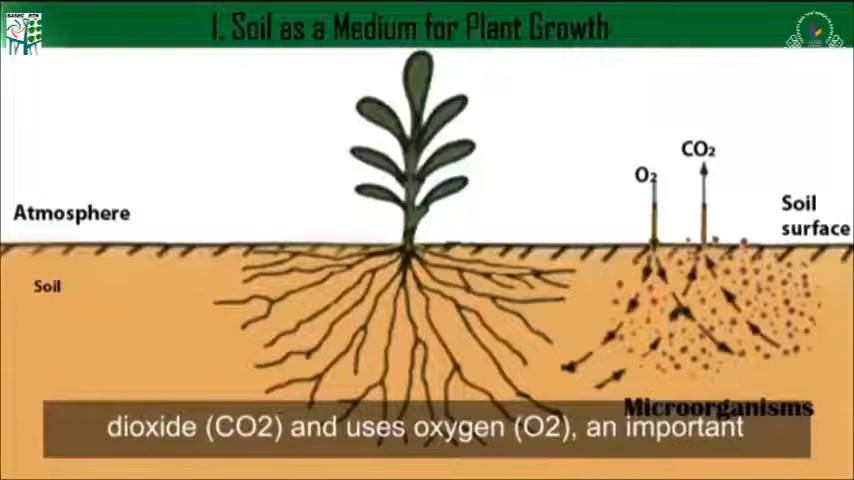 I. Soil as a Medium for Plant Growth
CO₂
O₂
Atmosphere
Soil
surface
Soil
Microorganisms
dioxide (CO2) and uses oxygen (O2), an important